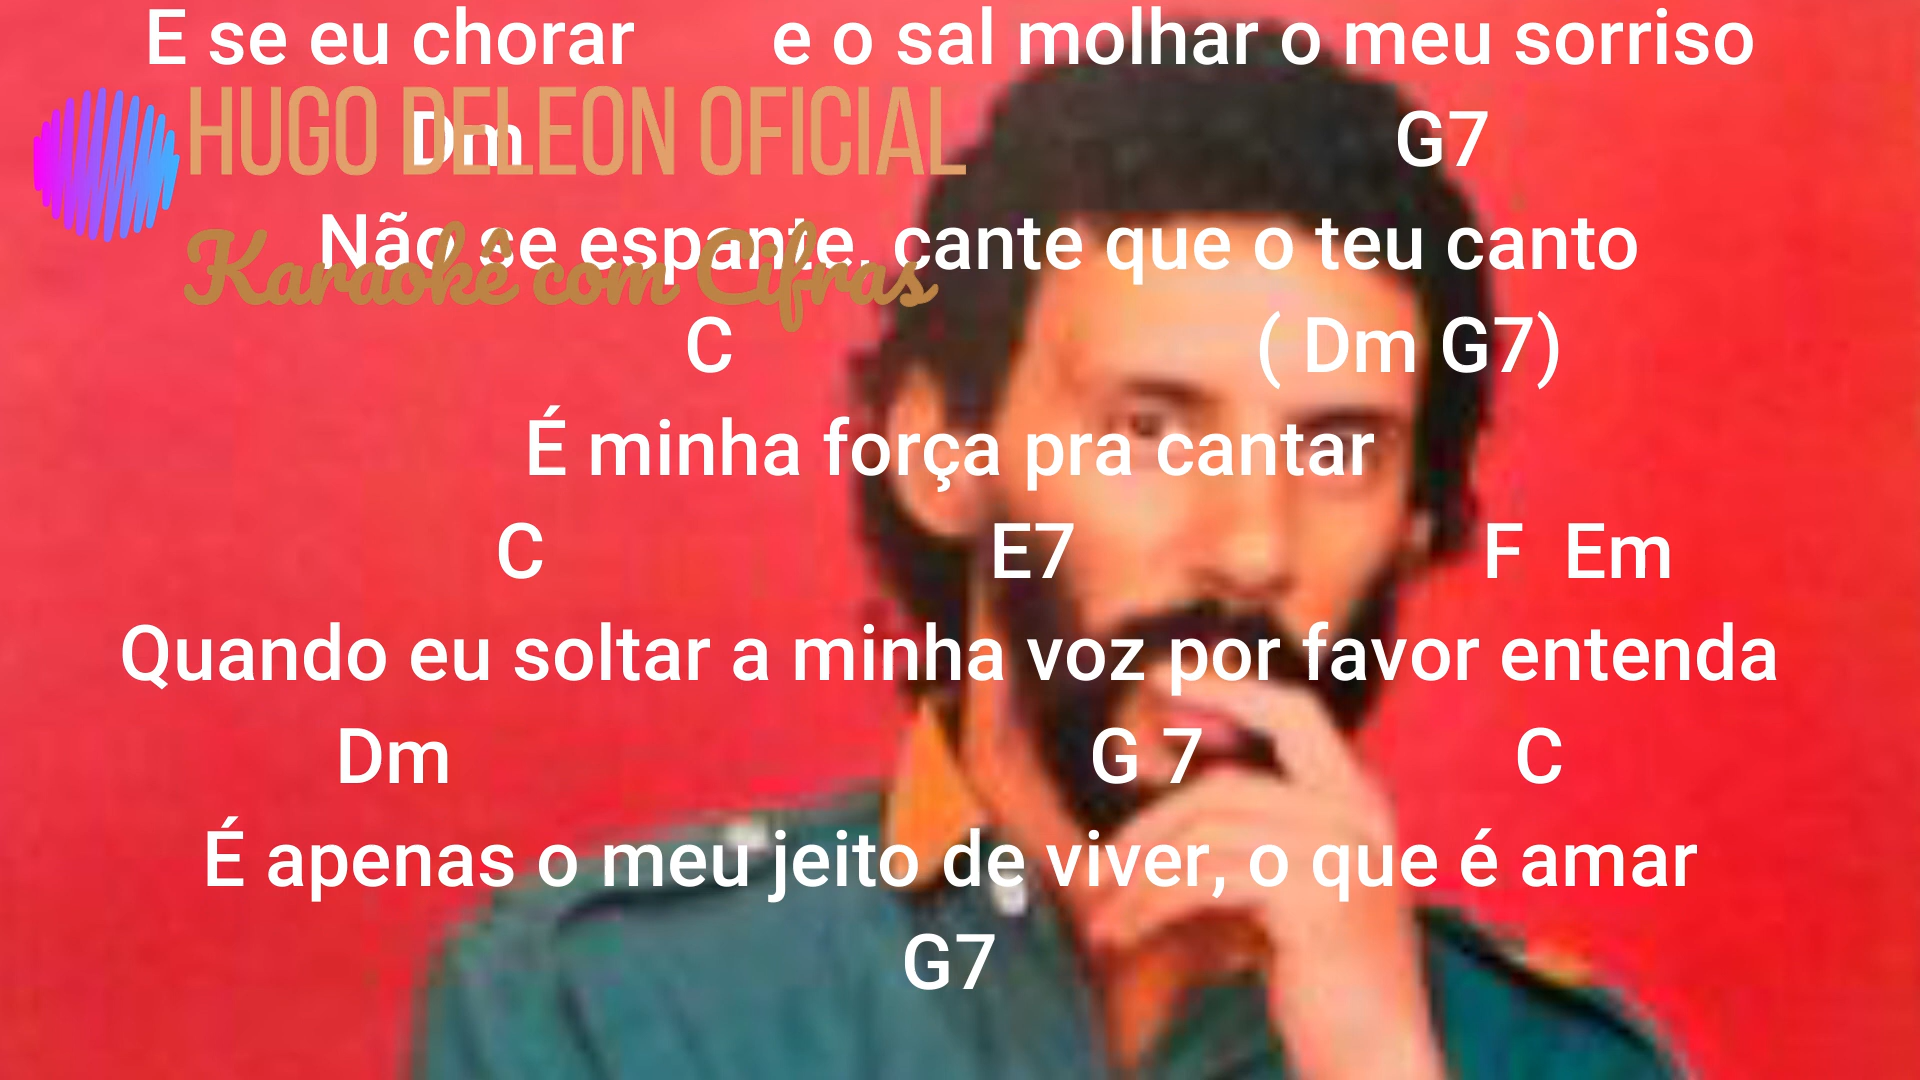 E se eu chorar e o sal molhar o meu sorriso
HUGO DELEON OFICIAL
Dm G7
Não se espante, cante que o teu canto
Karaokê com Cifras
C ( Dm G7)
É minha força pra cantar
C E7 F Em
Quando eu soltar a minha voz por favor entenda
Dm G 7 C
É apenas o meu jeito de viver, o que é amar
G7